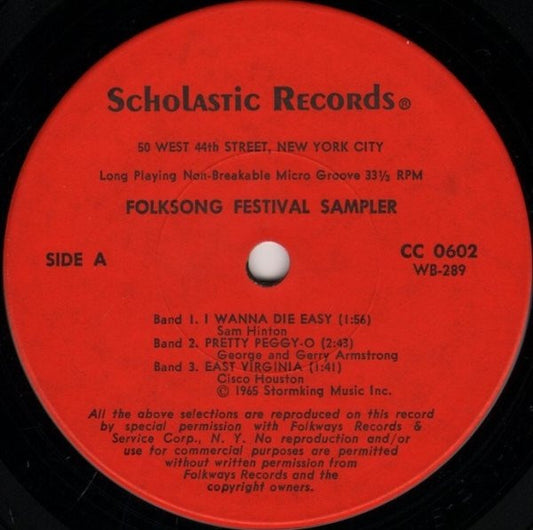 Scholastic Records®
50 WEST 44th STREET, NEW YORK CITY
Long Playing Non-Breakable Micro Groove 33⅓ RPM
FOLKSONG FESTIVAL SAMPLER
SIDE A
CC 0602
WB-289
Band 1. I WANNA DIE EASY (1:56)
Sam Hinton
Band 2. PRETTY PEGGY-O (2:43)
George and Gerry Armstrong
Band 3. EAST VIRGINIA (1:41)
Cisco Houston
© 1965 Stormking Music Inc.
All the above selections are reproduced on this record
by special permission with Folkways Records &
Service Corp., N. Y. No reproduction and/or
use for commercial purposes are permitted
without written permission from
Folkways Records and the
copyright owners.